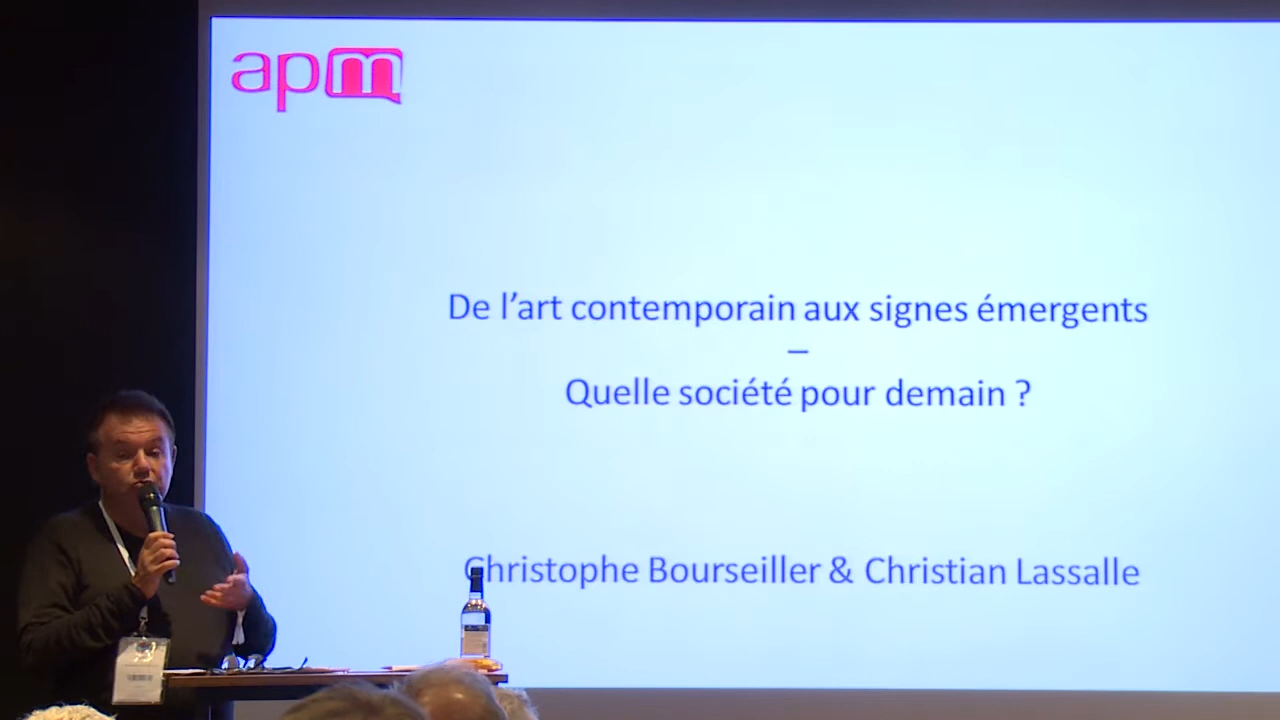 apm
De l'art contemporain aux signes émergents
–
Quelle société pour demain ?
Christophe Bourseiller & Christian Lassalle